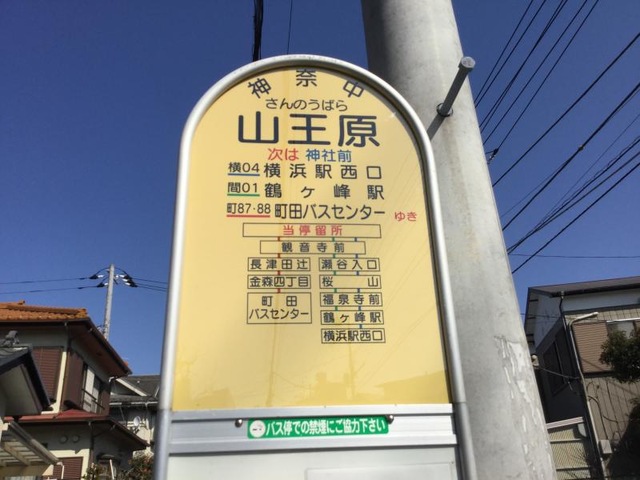 神奈中
さんのうばら
山王原
次は 神社前
横04 横浜駅西口
間01 鶴ヶ峰駅
町87·88 町田バスセンター ゆき
当停留所
観音寺前
長津田辻 瀬谷入口
金森四丁目 桜山
町田 福泉寺前
バスセンター 鶴ヶ峰駅
横浜駅西口
バス停での禁煙にご協力下さい